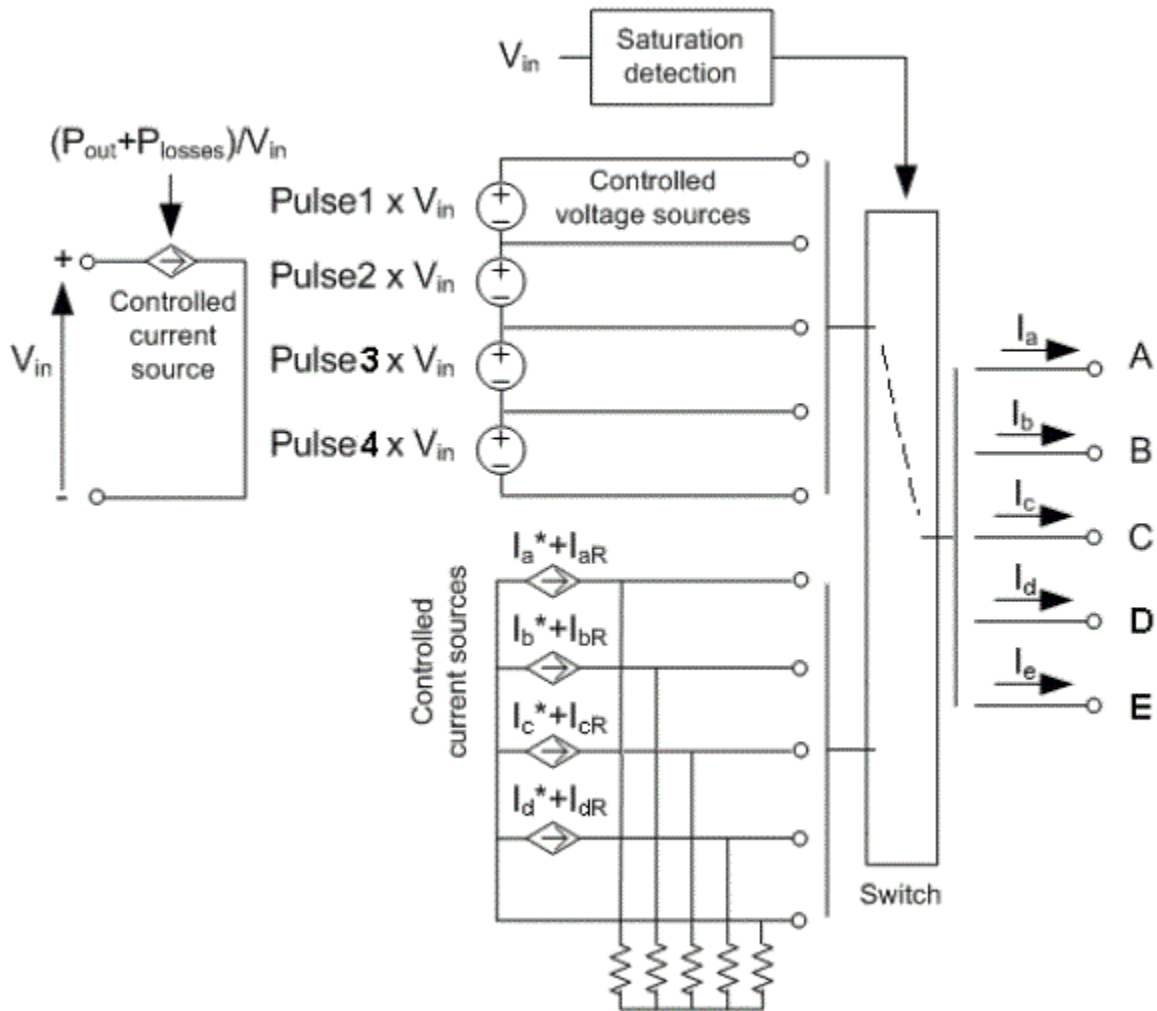 Saturation
detection
V_in
(P_out+P_losses)/V_in
Pulse1 x V_in
Controlled
voltage sources
Pulse2 x V_in
Pulse3 x V_in
Pulse4 x V_in
+
Controlled
current
source
V_in
-
+
−
+
−
+
−
+
−
I_a A
I_b B
I_c C
I_d D
I_e E
Controlled
current sources
I_a*+I_aR
I_b*+I_bR
I_c*+I_cR
I_d*+I_dR
Switch